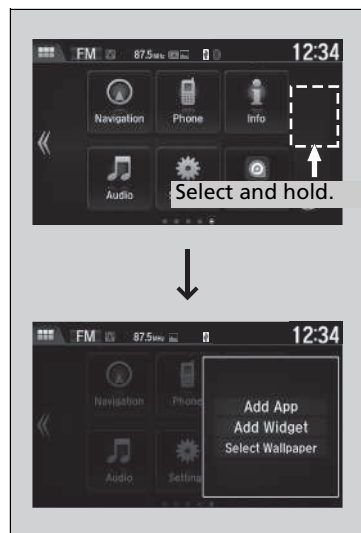 FM 87.5MHz 12:34
Navigation Phone Info
Select and hold.
Audio
FM 87.5MHz 12:34
Navigation Phone
Add App
Add Widget
Select Wallpaper
Audio Setting